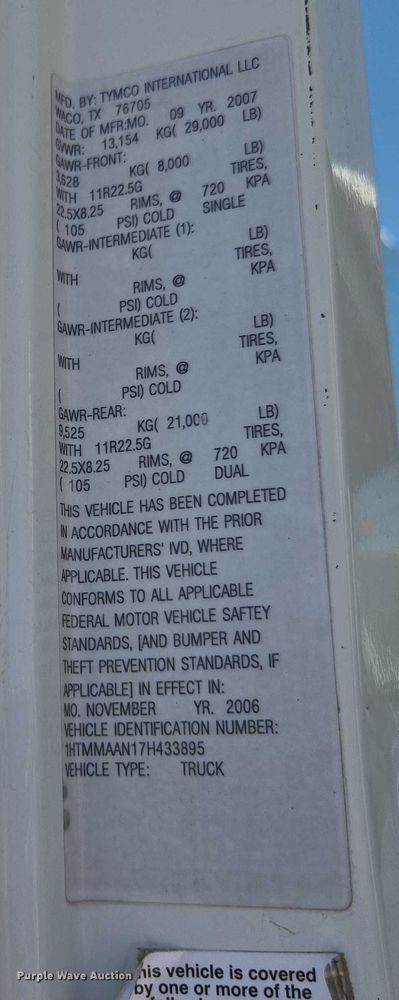 MFD. BY: TYMCO INTERNATIONAL LLC
WACO, TX 76705
DATE OF MFR:MO. 09 YR. 2007
GVWR: 13,154 KG( 29,000 LB)
GAWR-FRONT:
3,628 KG( 8,000 LB)
WITH 11R22.5G TIRES,
22.5X8.25 RIMS, @ 720 KPA
( 105 PSI) COLD SINGLE
GAWR-INTERMEDIATE (1):
KG( LB)
WITH TIRES,
RIMS, @ KPA
( PSI) COLD
GAWR-INTERMEDIATE (2):
KG( LB)
WITH TIRES,
RIMS, @ KPA
( PSI) COLD
GAWR-REAR:
9,525 KG( 21,000 LB)
WITH 11R22.5G TIRES,
22.5X8.25 RIMS, @ 720 KPA
( 105 PSI) COLD DUAL
THIS VEHICLE HAS BEEN COMPLETED
IN ACCORDANCE WITH THE PRIOR
MANUFACTURERS' IVD, WHERE
APPLICABLE. THIS VEHICLE
CONFORMS TO ALL APPLICABLE
FEDERAL MOTOR VEHICLE SAFTEY
STANDARDS, [AND BUMPER AND
THEFT PREVENTION STANDARDS, IF
APPLICABLE] IN EFFECT IN:
MO. NOVEMBER YR. 2006
VEHICLE IDENTIFICATION NUMBER:
1HTMMAAN17H433895
VEHICLE TYPE: TRUCK
his vehicle is covered
by one or more of the
Purple Wave Auction